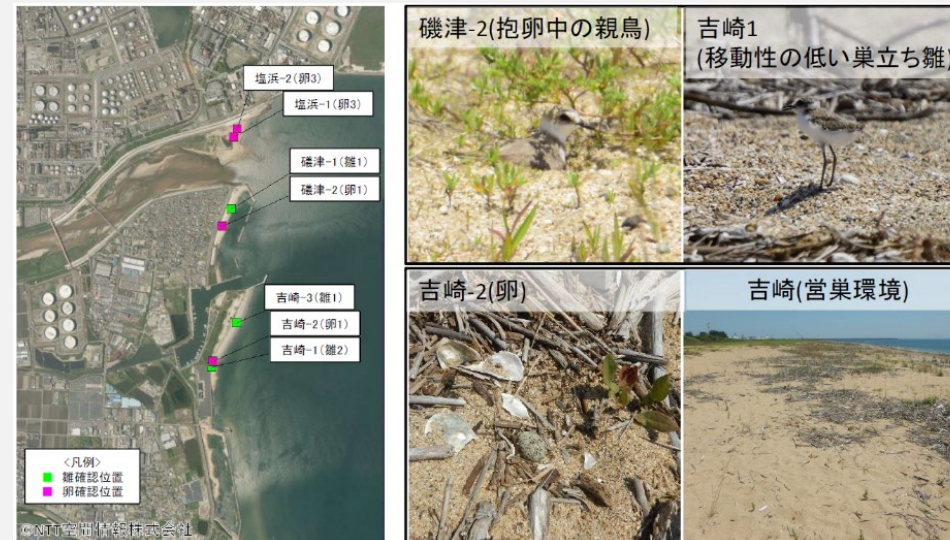 塩浜-2(卵3)
塩浜-1(卵3)
磯津-1(雛1)
磯津-2(卵1)
吉崎-3(雛1)
吉崎-2(卵1)
吉崎-1(雛2)
<凡例>
雛確認位置
卵確認位置
©NTT空間情報株式会社
磯津-2(抱卵中の親鳥)
吉崎1
(移動性の低い巣立ち雛)
吉崎-2(卵)
吉崎(営巣環境)